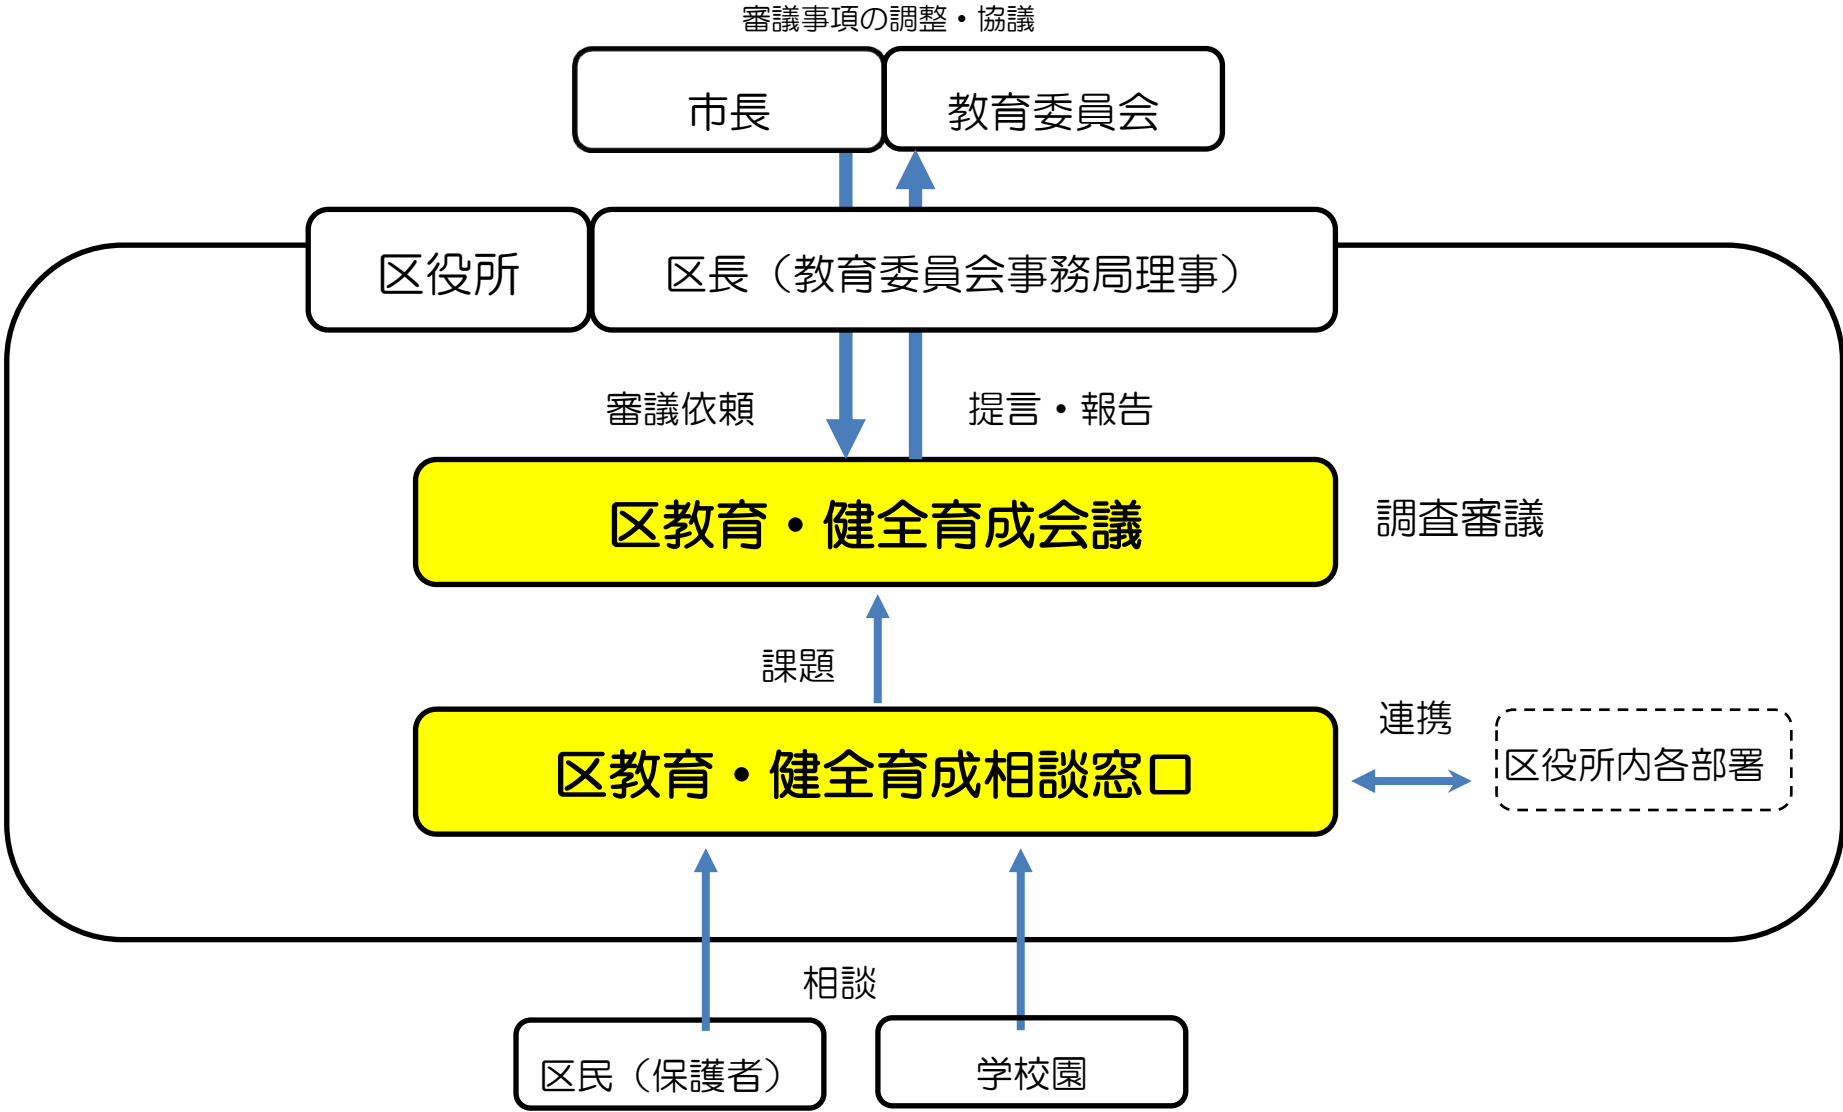 審議事項の調整・協議
市長
教育委員会
区役所
区長（教育委員会事務局理事）
審議依頼
提言・報告
区教育・健全育成会議
調査審議
課題
連携
区教育・健全育成相談窓口
区役所内各部署
相談
区民（保護者）
学校園